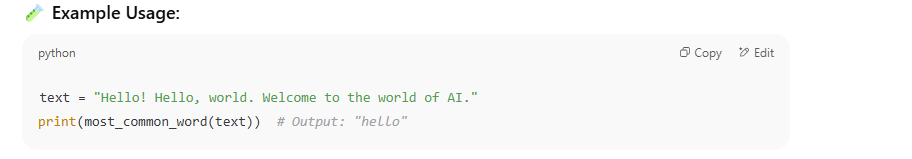 Example Usage:
python Copy Edit
text = "Hello! Hello, world. Welcome to the world of AI."
print(most_common_word(text))  # Output: "hello"